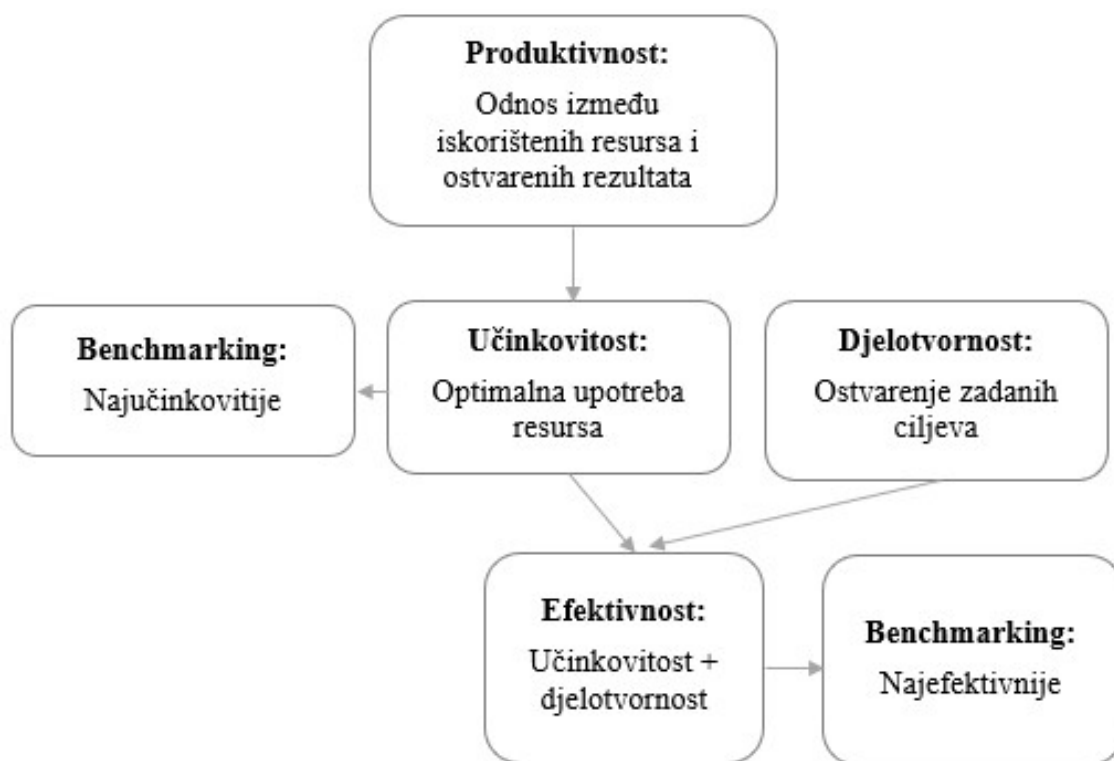 Produktivnost:
Odnos između
iskorištenih resursa i
ostvarenih rezultata
Benchmarking:
Najučinkovitije
Učinkovitost:
Optimalna upotreba
resursa
Djelotvornost:
Ostvarenje zadanih
ciljeva
Efektivnost:
Učinkovitost +
djelotvornost
Benchmarking:
Najefektivnije